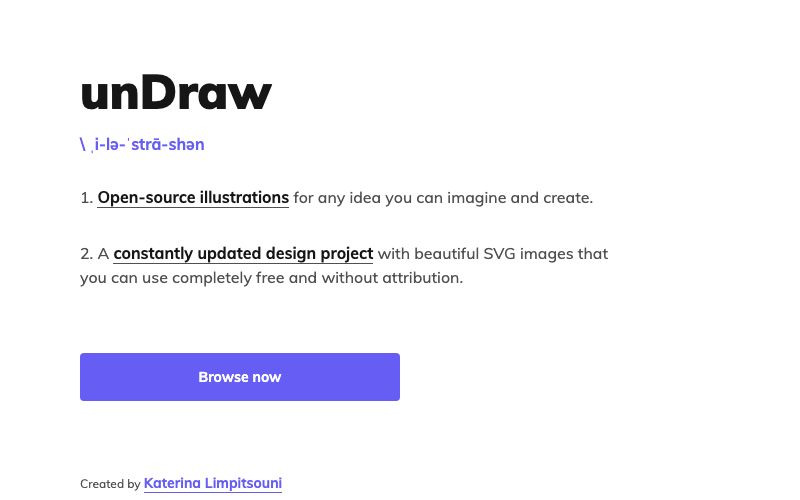 unDraw
\ ˌi-lə-ˈstrā-shən
1. Open-source illustrations for any idea you can imagine and create.
2. A constantly updated design project with beautiful SVG images that
you can use completely free and without attribution.
Browse now
Created by Katerina Limpitsouni